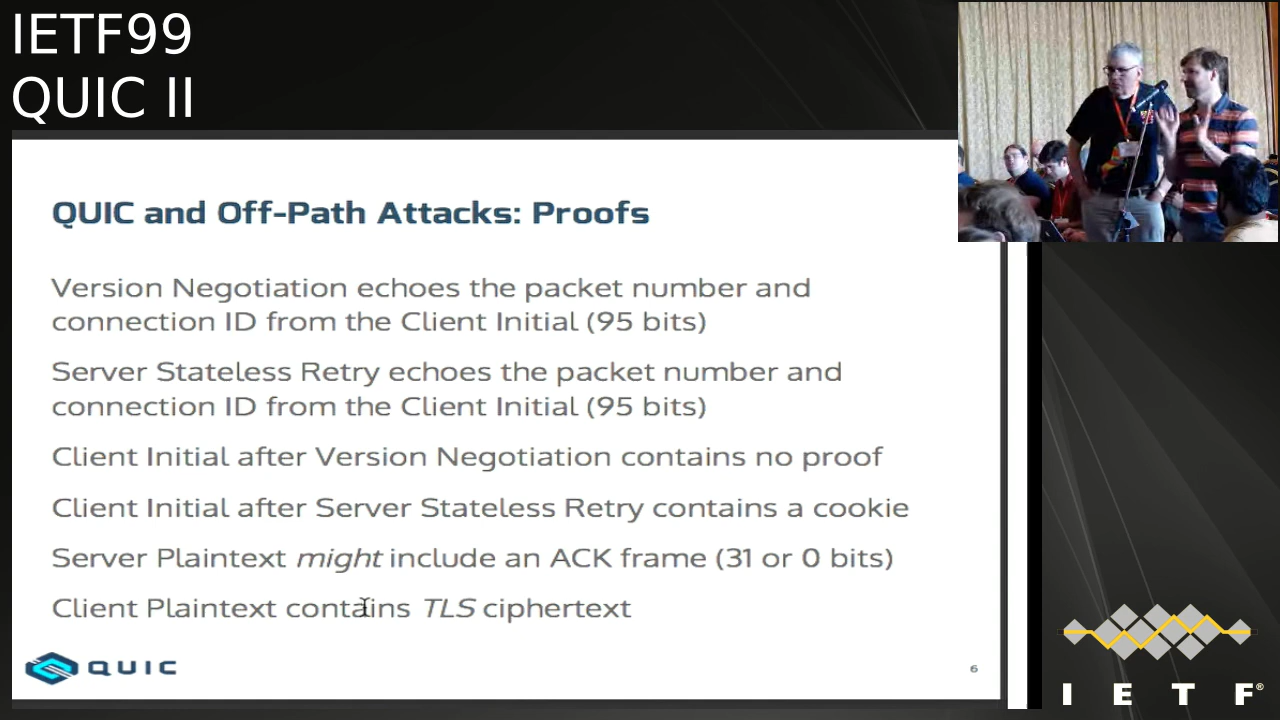 IETF99
QUIC II
QUIC and Off-Path Attacks: Proofs
Version Negotiation echoes the packet number and
connection ID from the Client Initial (95 bits)
Server Stateless Retry echoes the packet number and
connection ID from the Client Initial (95 bits)
Client Initial after Version Negotiation contains no proof
Client Initial after Server Stateless Retry contains a cookie
Server Plaintext might include an ACK frame (31 or 0 bits)
Client Plaintext contains TLS ciphertext
QUIC
6
IETF®